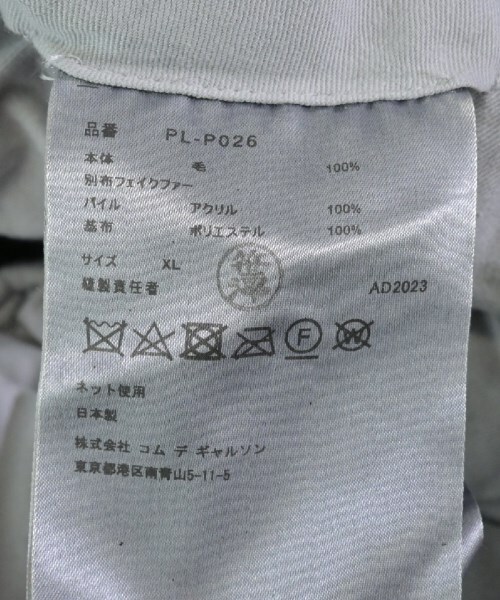 品番 PL-P026
本体 毛 100%
別布フェイクファー
パイル アクリル 100%
基布 ポリエステル 100%
サイズ XL
縫製責任者 AD2023
F
W
ネット使用
日本製
株式会社 コム デ ギャルソン
東京都港区南青山5-11-5